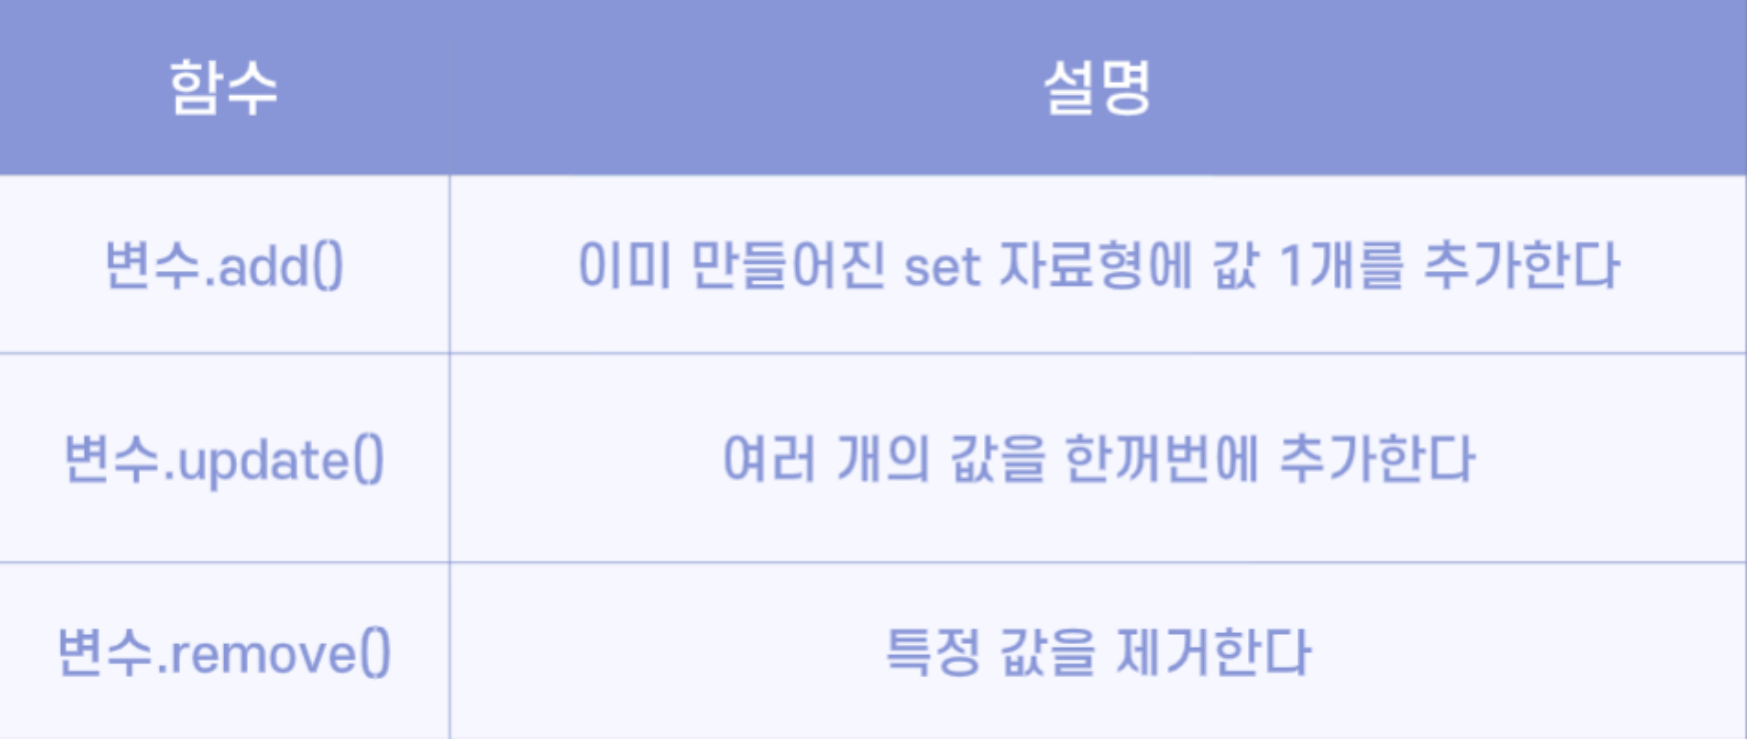 함수 설명
변수.add() 이미 만들어진 set 자료형에 값 1개를 추가한다
변수.update() 여러 개의 값을 한꺼번에 추가한다
변수.remove() 특정 값을 제거한다